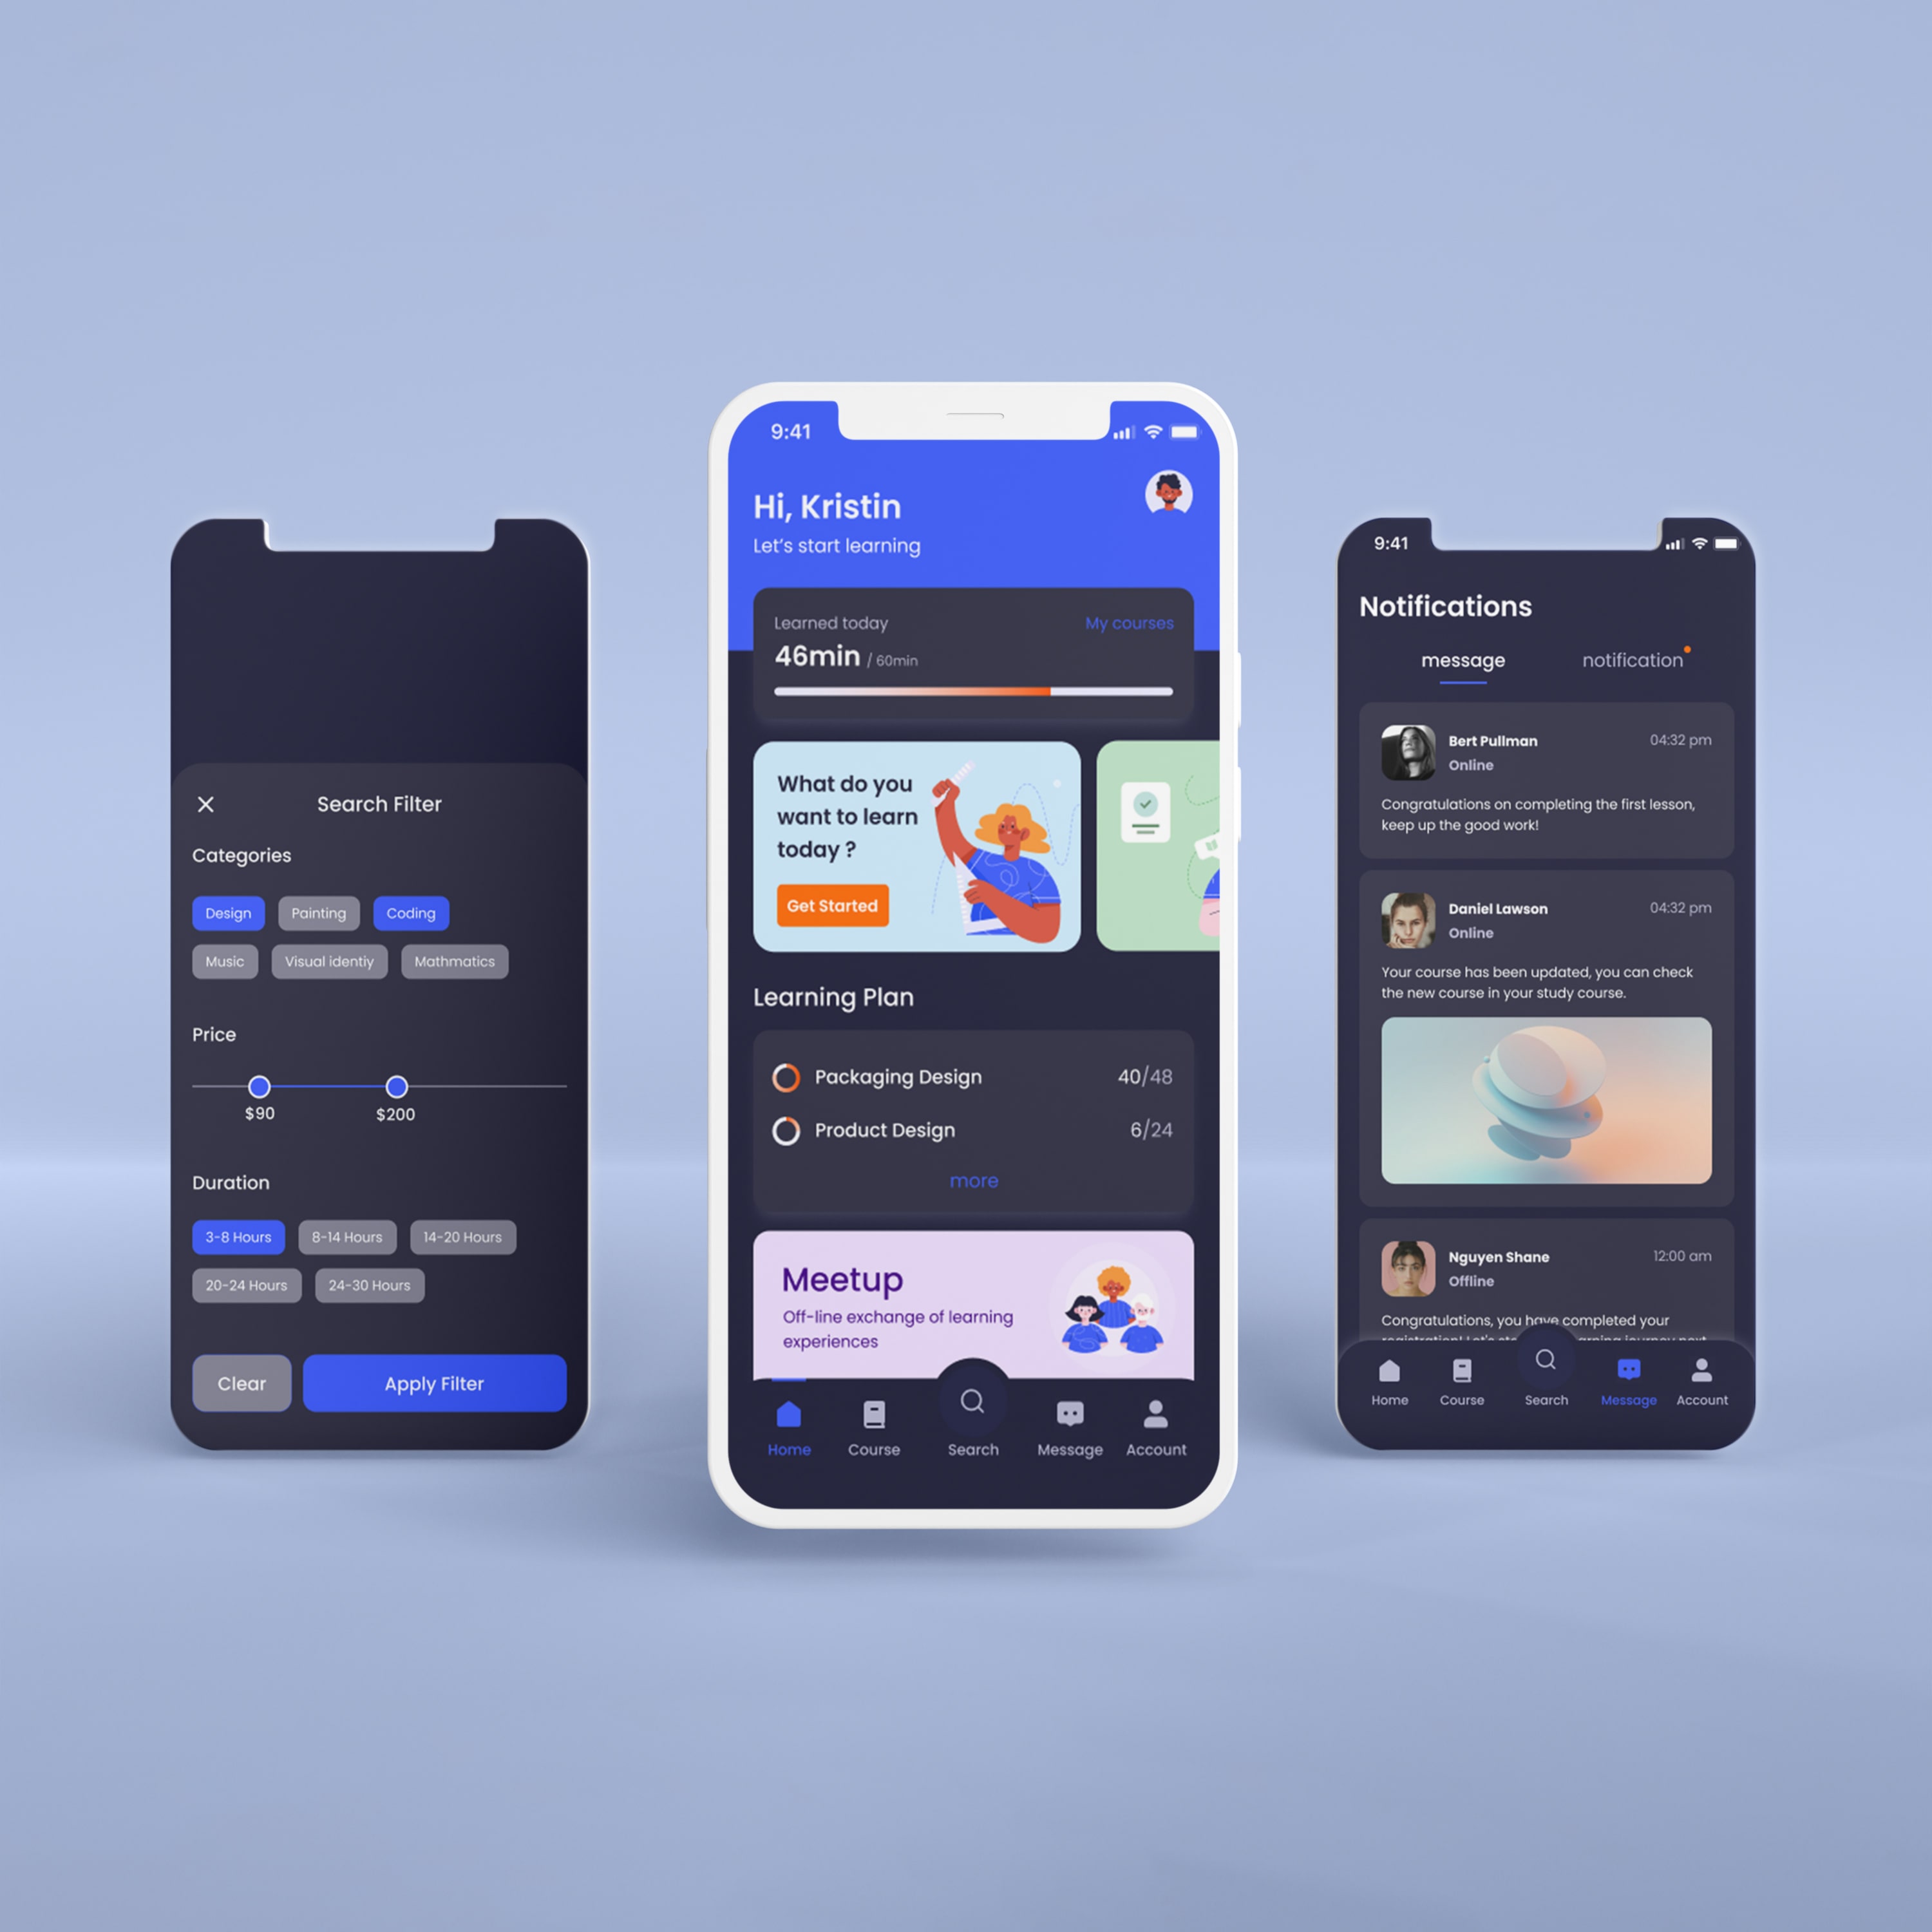 Search Filter
Categories
Design Painting Coding
Music Visual identiy Mathmatics
Price
$90 $200
Duration
3-8 Hours 8-14 Hours 14-20 Hours
20-24 Hours 24-30 Hours
Clear Apply Filter
9:41
Hi, Kristin
Let's start learning
Learned today My courses
46min / 60min
What do you
want to learn
today ?
Get Started
Learning Plan
Packaging Design 40/48
Product Design 6/24
more
Meetup
Off-line exchange of learning
experiences
Home Course Search Message Account
9:41
Notifications
message notification
Bert Pullman 04:32 pm
Online
Congratulations on completing the first lesson,
keep up the good work!
Daniel Lawson 04:32 pm
Online
Your course has been updated, you can check
the new course in your study course.
Nguyen Shane 12:00 am
Offline
Congratulations, you have completed your
Home Course Search Message Account